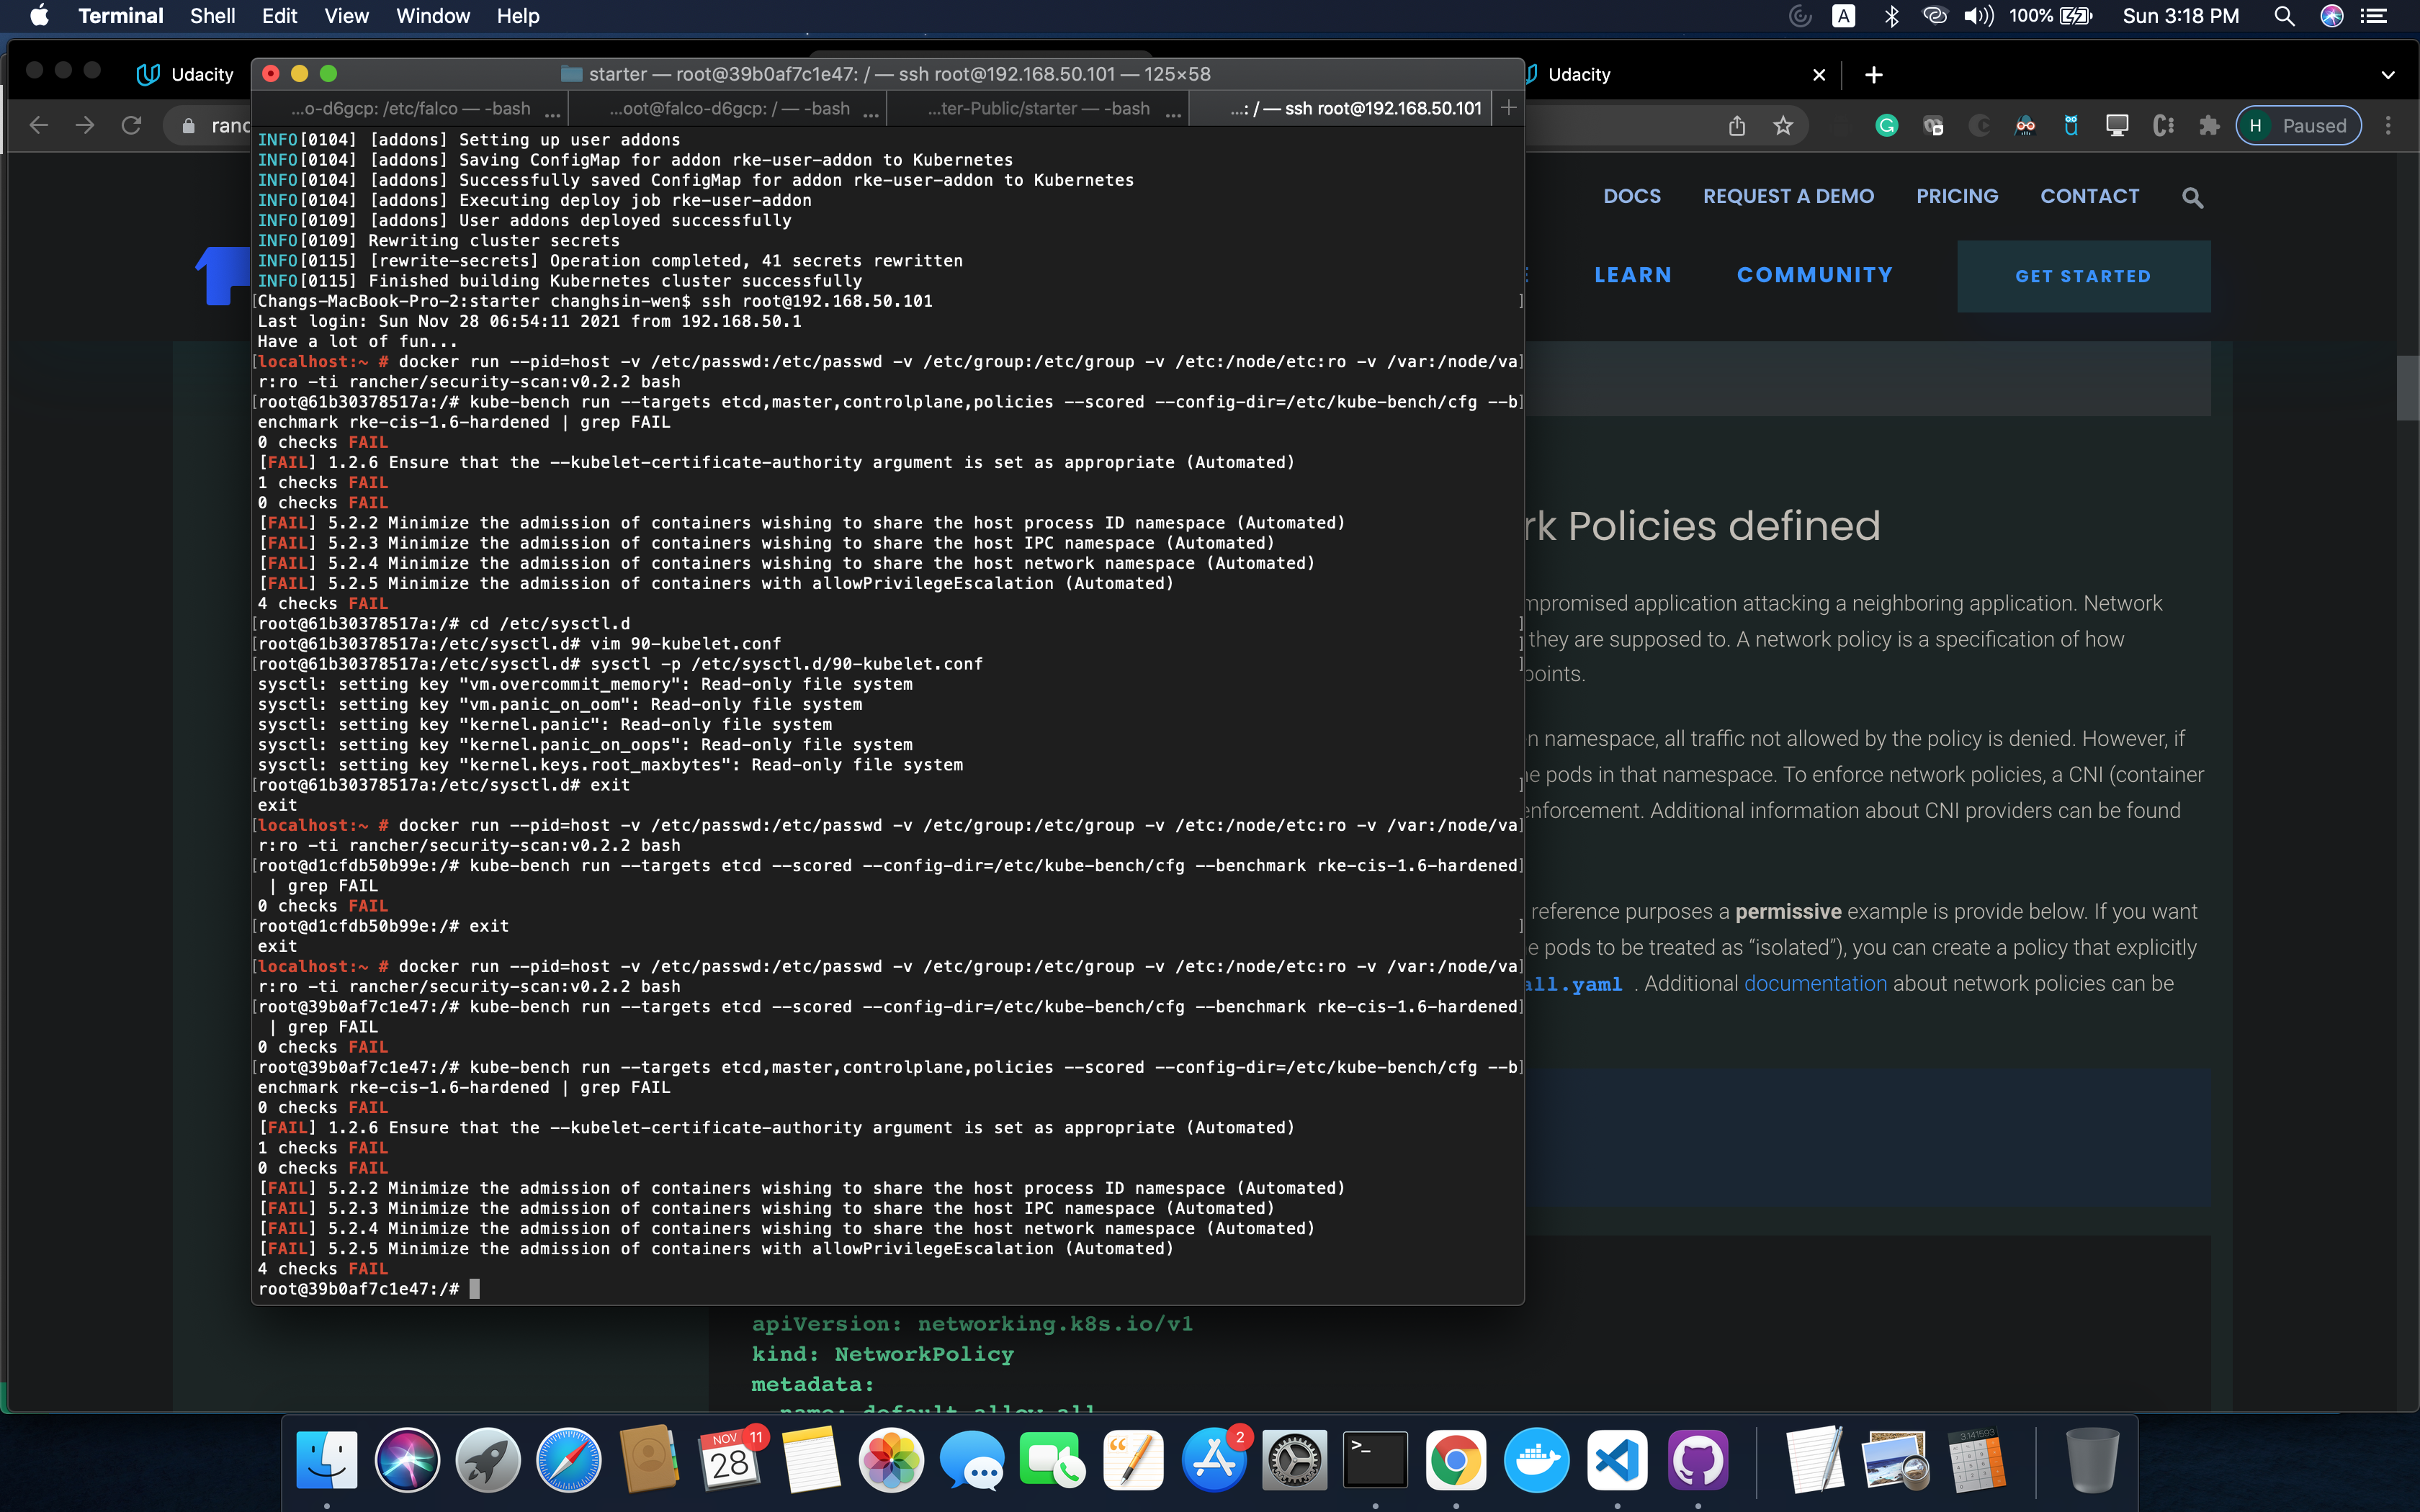 Terminal Shell Edit View Window Help
A 100% Sun 3:18 PM
Udacity
starter — root@39b0af7c1e47: / — ssh root@192.168.50.101 — 125×58
Udacity
...o-d6gcp: /etc/falco — -bash ...
...oot@falco-d6gcp: / — -bash ...
...ter-Public/starter — -bash ...
...: / — ssh root@192.168.50.101
ranc
H Paused
INFO[0104] [addons] Setting up user addons
INFO[0104] [addons] Saving ConfigMap for addon rke-user-addon to Kubernetes
INFO[0104] [addons] Successfully saved ConfigMap for addon rke-user-addon to Kubernetes
INFO[0104] [addons] Executing deploy job rke-user-addon
INFO[0109] [addons] User addons deployed successfully
INFO[0109] Rewriting cluster secrets
INFO[0115] [rewrite-secrets] Operation completed, 41 secrets rewritten
INFO[0115] Finished building Kubernetes cluster successfully
[Changs-MacBook-Pro-2:starter changhsin-wen$ ssh root@192.168.50.101 ]
Last login: Sun Nov 28 06:54:11 2021 from 192.168.50.1
Have a lot of fun...
[localhost:~ # docker run --pid=host -v /etc/passwd:/etc/passwd -v /etc/group:/etc/group -v /etc:/node/etc:ro -v /var:/node/va]
r:ro -ti rancher/security-scan:v0.2.2 bash
[root@61b30378517a:/# kube-bench run --targets etcd,master,controlplane,policies --scored --config-dir=/etc/kube-bench/cfg --b]
enchmark rke-cis-1.6-hardened | grep FAIL
0 checks FAIL
[FAIL] 1.2.6 Ensure that the --kubelet-certificate-authority argument is set as appropriate (Automated)
1 checks FAIL
0 checks FAIL
[FAIL] 5.2.2 Minimize the admission of containers wishing to share the host process ID namespace (Automated)
[FAIL] 5.2.3 Minimize the admission of containers wishing to share the host IPC namespace (Automated)
[FAIL] 5.2.4 Minimize the admission of containers wishing to share the host network namespace (Automated)
[FAIL] 5.2.5 Minimize the admission of containers with allowPrivilegeEscalation (Automated)
4 checks FAIL
[root@61b30378517a:/# cd /etc/sysctl.d ]
[root@61b30378517a:/etc/sysctl.d# vim 90-kubelet.conf ]
[root@61b30378517a:/etc/sysctl.d# sysctl -p /etc/sysctl.d/90-kubelet.conf ]
sysctl: setting key "vm.overcommit_memory": Read-only file system
sysctl: setting key "vm.panic_on_oom": Read-only file system
sysctl: setting key "kernel.panic": Read-only file system
sysctl: setting key "kernel.panic_on_oops": Read-only file system
sysctl: setting key "kernel.keys.root_maxbytes": Read-only file system
[root@61b30378517a:/etc/sysctl.d# exit ]
exit
[localhost:~ # docker run --pid=host -v /etc/passwd:/etc/passwd -v /etc/group:/etc/group -v /etc:/node/etc:ro -v /var:/node/va]
r:ro -ti rancher/security-scan:v0.2.2 bash
[root@d1cfdb50b99e:/# kube-bench run --targets etcd --scored --config-dir=/etc/kube-bench/cfg --benchmark rke-cis-1.6-hardened]
| grep FAIL
0 checks FAIL
[root@d1cfdb50b99e:/# exit ]
exit
[localhost:~ # docker run --pid=host -v /etc/passwd:/etc/passwd -v /etc/group:/etc/group -v /etc:/node/etc:ro -v /var:/node/va]
r:ro -ti rancher/security-scan:v0.2.2 bash
[root@39b0af7c1e47:/# kube-bench run --targets etcd --scored --config-dir=/etc/kube-bench/cfg --benchmark rke-cis-1.6-hardened]
| grep FAIL
0 checks FAIL
[root@39b0af7c1e47:/# kube-bench run --targets etcd,master,controlplane,policies --scored --config-dir=/etc/kube-bench/cfg --b]
enchmark rke-cis-1.6-hardened | grep FAIL
0 checks FAIL
[FAIL] 1.2.6 Ensure that the --kubelet-certificate-authority argument is set as appropriate (Automated)
1 checks FAIL
0 checks FAIL
[FAIL] 5.2.2 Minimize the admission of containers wishing to share the host process ID namespace (Automated)
[FAIL] 5.2.3 Minimize the admission of containers wishing to share the host IPC namespace (Automated)
[FAIL] 5.2.4 Minimize the admission of containers wishing to share the host network namespace (Automated)
[FAIL] 5.2.5 Minimize the admission of containers with allowPrivilegeEscalation (Automated)
4 checks FAIL
root@39b0af7c1e47:/#
DOCS REQUEST A DEMO PRICING CONTACT
LEARN COMMUNITY GET STARTED
rk Policies defined
mpromised application attacking a neighboring application. Network
they are supposed to. A network policy is a specification of how
points.
n namespace, all traffic not allowed by the policy is denied. However, if
e pods in that namespace. To enforce network policies, a CNI (container
enforcement. Additional information about CNI providers can be found
reference purposes a permissive example is provide below. If you want
e pods to be treated as “isolated”), you can create a policy that explicitly
all.yaml . Additional documentation about network policies can be
apiVersion: networking.k8s.io/v1
kind: NetworkPolicy
metadata:
name: default-allow-all
NOV 28
11
2
>_
3.141593